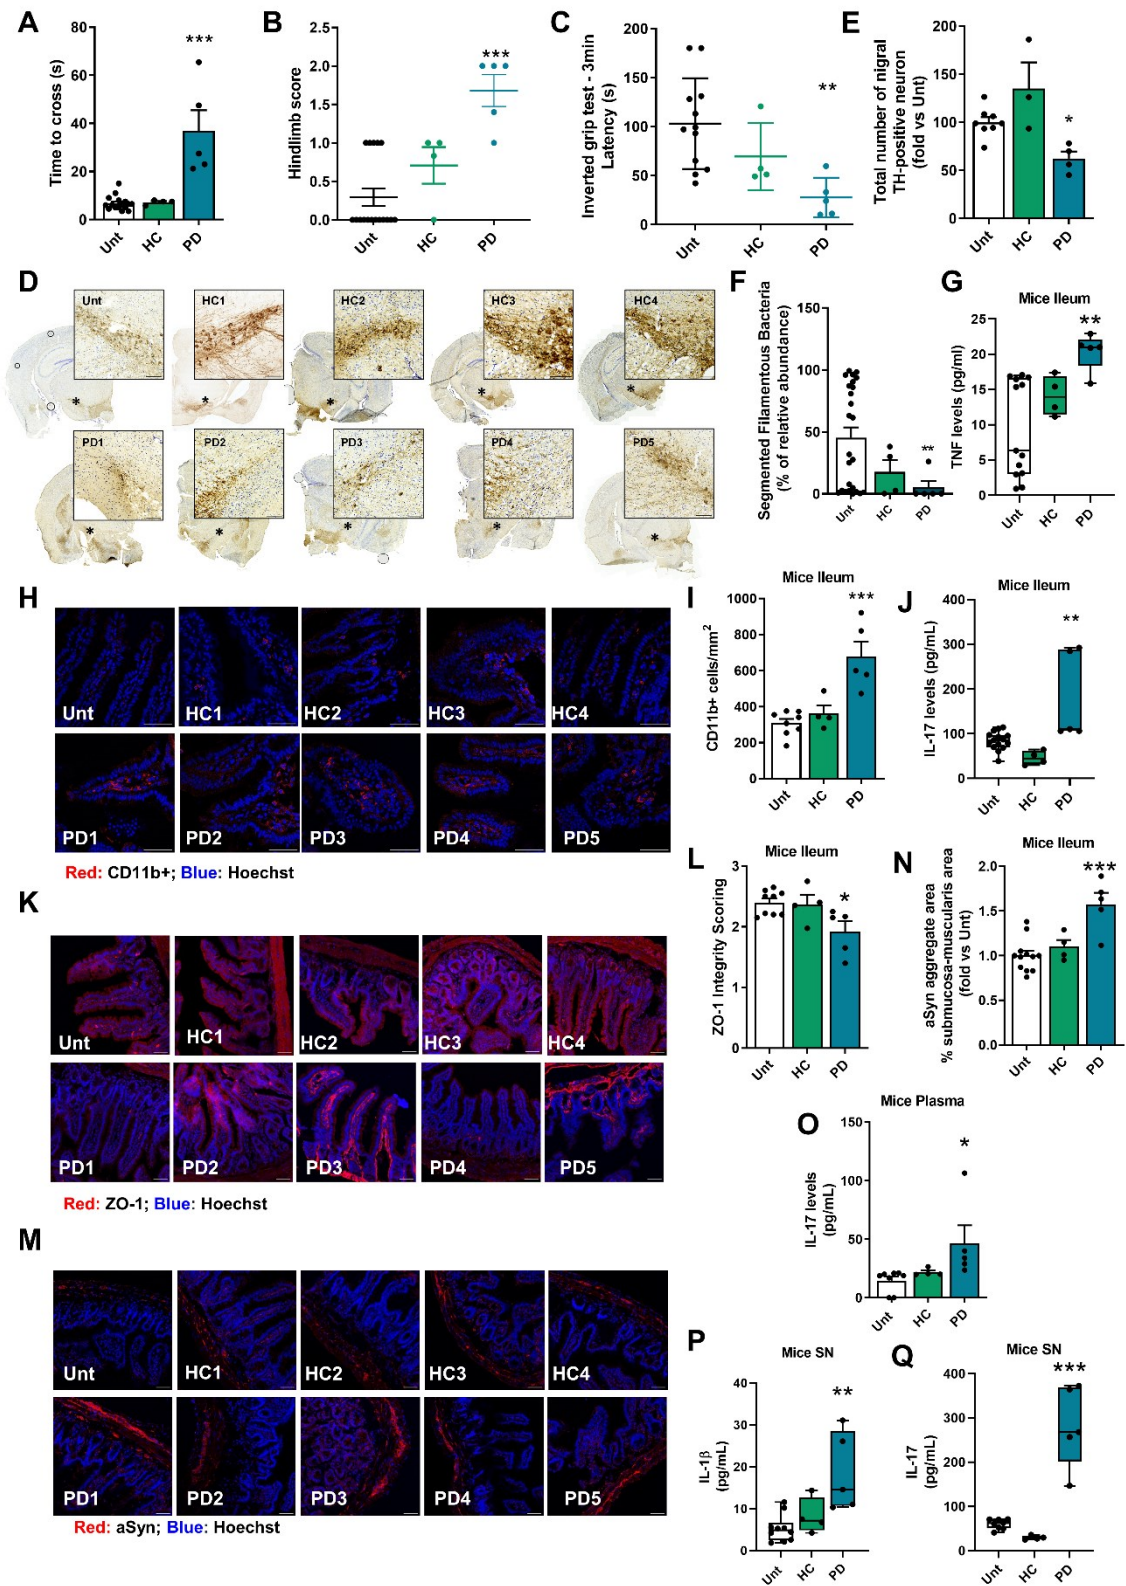 A
Time to cross (s)
80
60
40
20
0
***
Unt
HC
PD
B
Hindlimb score
2.5
2.0
1.5
1.0
0.5
0.0
***
Unt
HC
PD
C
Inverted grip test - 3min
Latency (s)
200
150
100
50
0
**
Unt
HC
PD
E
Total number of nigral
TH-positive neuron
(fold vs Unt)
200
150
100
50
0
*
Unt
HC
PD
D
Unt
HC1
HC2
HC3
HC4
*
*
*
*
*
PD1
PD2
PD3
PD4
PD5
*
*
*
*
*
F
Segmented Filamentous Bacteria
(% of relative abundance)
150
100
50
0
**
Unt
HC
PD
G
Mice Ileum
TNF levels (pg/ml)
25
20
15
10
5
0
**
Unt
HC
PD
H
Unt
HC1
HC2
HC3
HC4
PD1
PD2
PD3
PD4
PD5
Red: CD11b+; Blue: Hoechst
I
Mice Ileum
CD11b+ cells/mm2
1000
800
600
400
200
0
***
Unt
HC
PD
J
Mice Ileum
IL-17 levels (pg/mL)
400
300
200
100
0
**
Unt
HC
PD
K
Unt
HC1
HC2
HC3
HC4
PD1
PD2
PD3
PD4
PD5
Red: ZO-1; Blue: Hoechst
L
Mice Ileum
ZO-1 Integrity Scoring
3
2
1
0
*
Unt
HC
PD
N
Mice Ileum
aSyn aggregate area
% submucosa-muscularis area
(fold vs Unt)
2.0
1.5
1.0
0.5
0.0
***
Unt
HC
PD
O
Mice Plasma
IL-17 levels
(pg/mL)
150
100
50
0
*
Unt
HC
PD
M
Unt
HC1
HC2
HC3
HC4
PD1
PD2
PD3
PD4
PD5
Red: aSyn; Blue: Hoechst
P
Mice SN
IL-1β
(pg/mL)
40
30
20
10
0
**
Unt
HC
PD
Q
Mice SN
IL-17
(pg/mL)
400
300
200
100
0
***
Unt
HC
PD